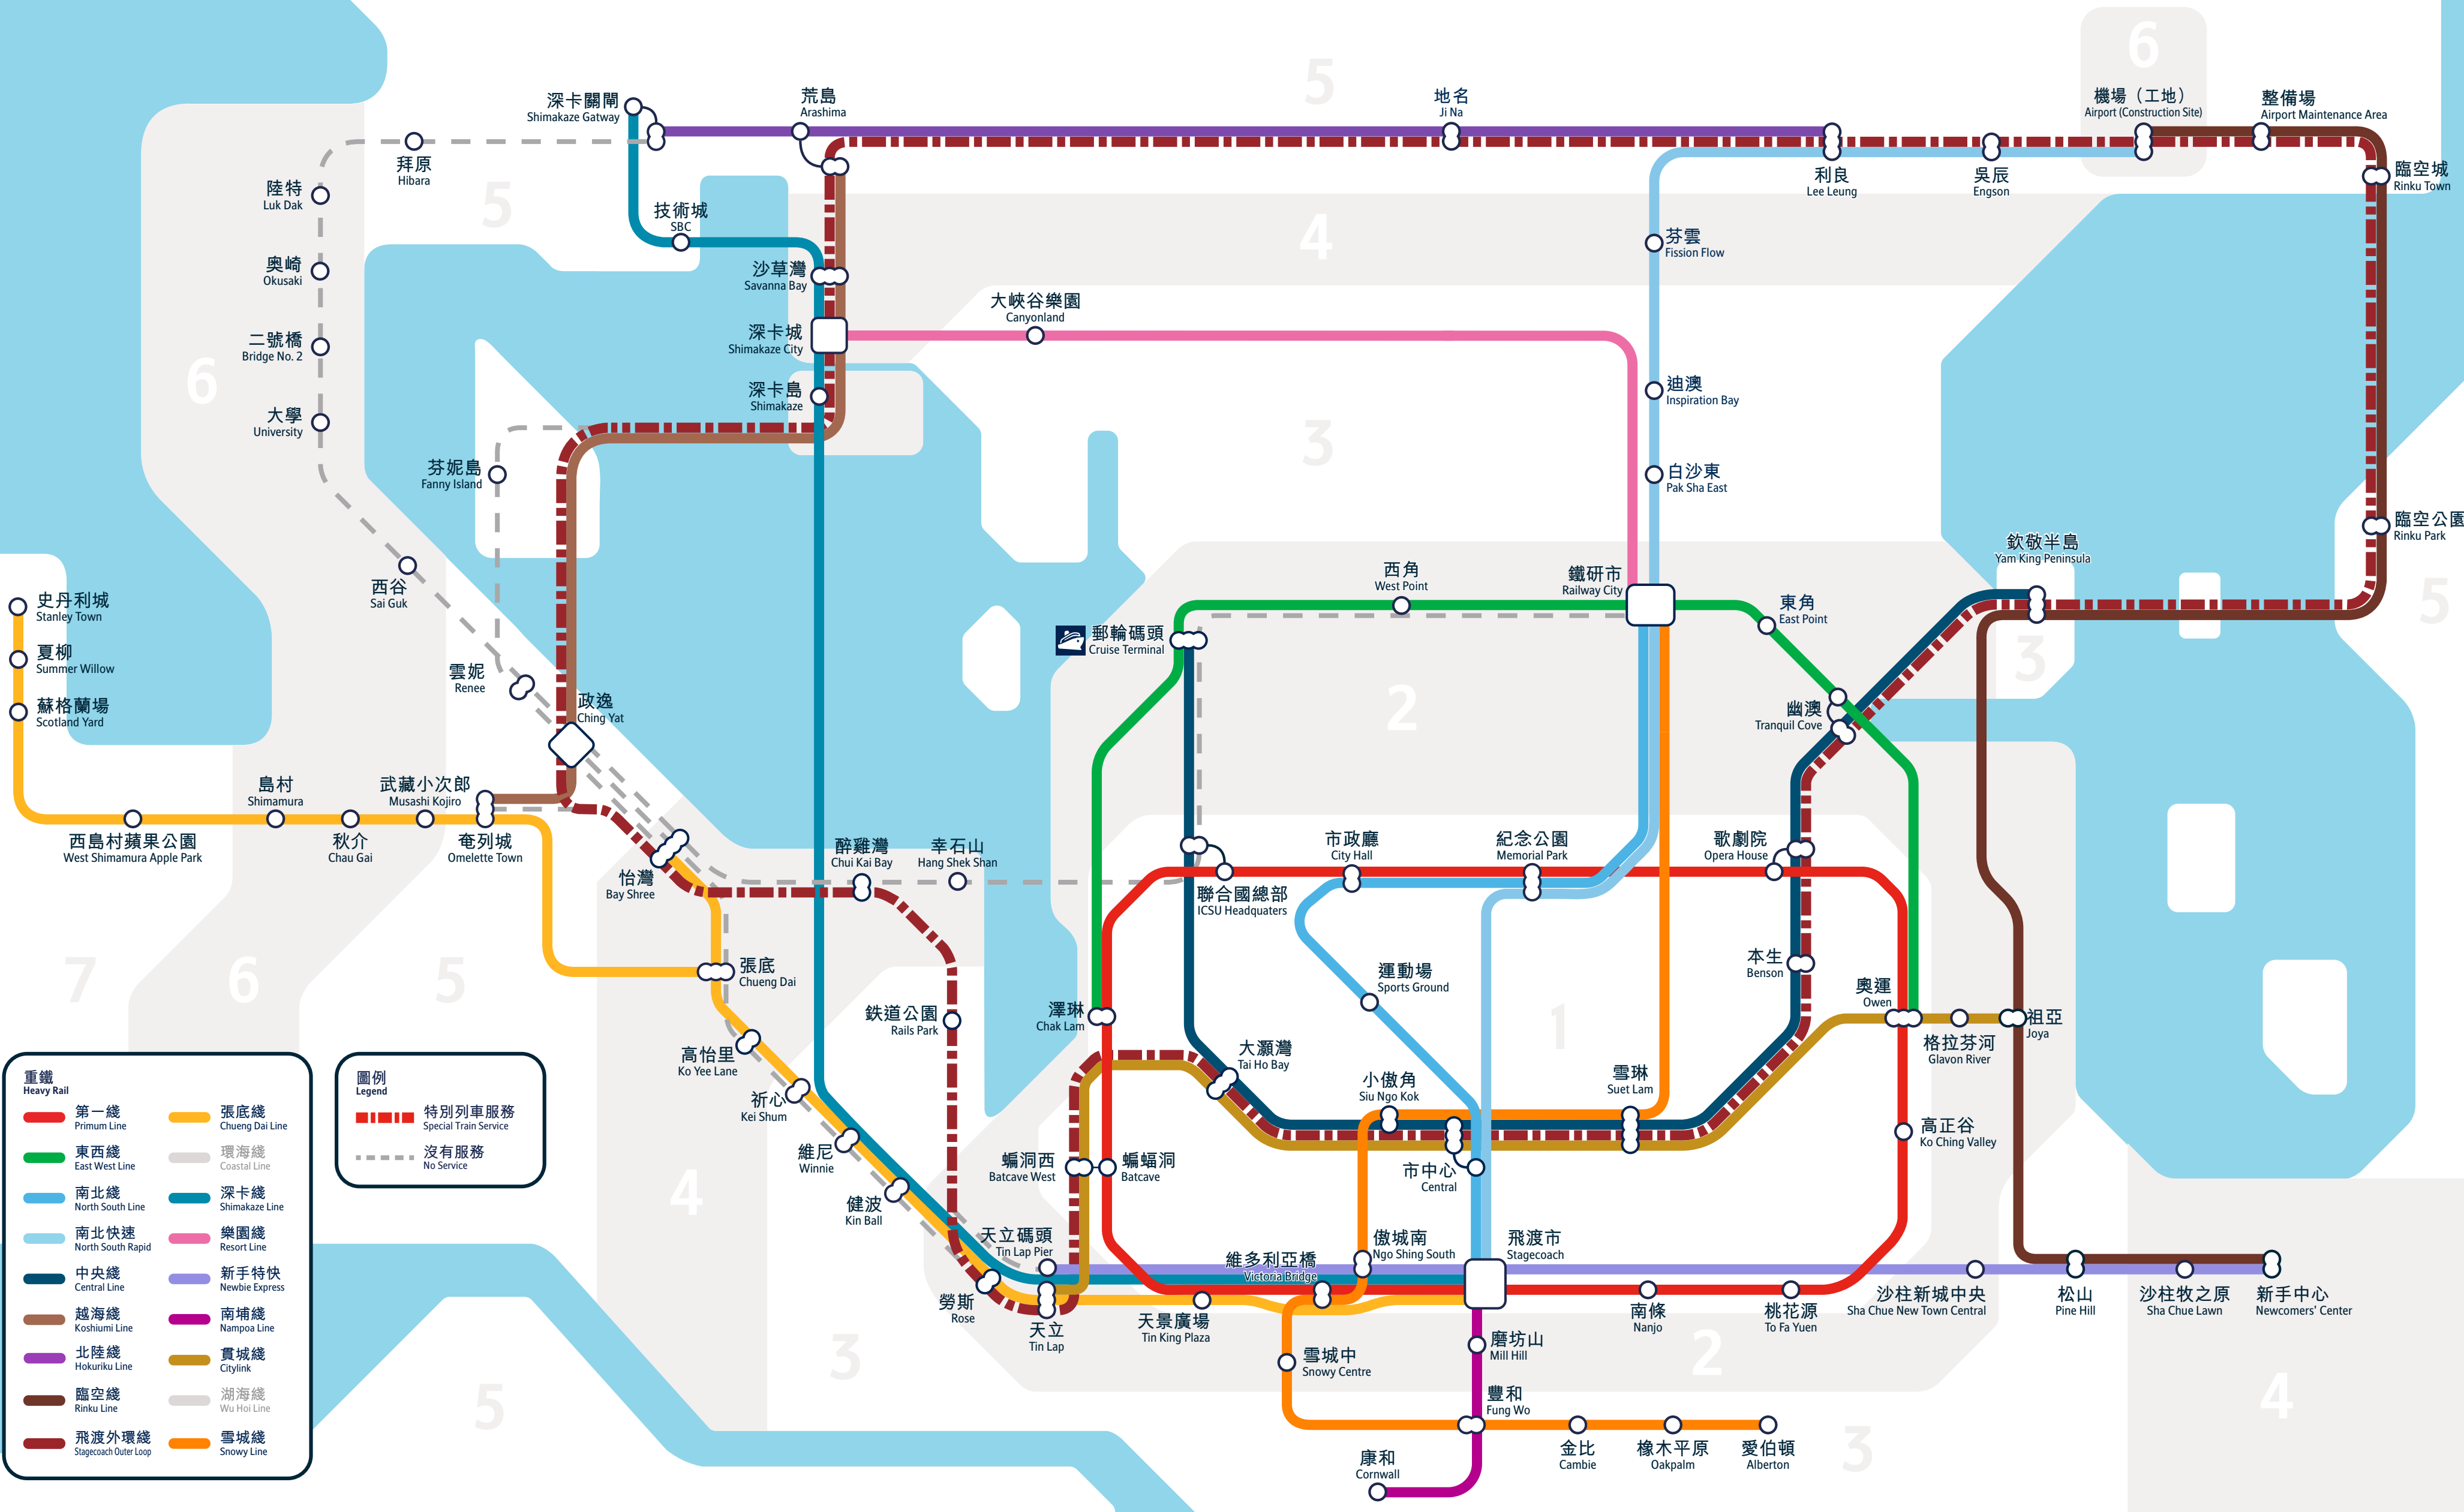 6
5
深卡關閘
Shimakaze Gatway
荒島
Arashima
地名
Ji Na
機場（工地）
Airport (Construction Site)
整備場
Airport Maintenance Area
拜原
Hibara
利良
Lee Leung
吳辰
Engson
臨空城
Rinku Town
陸特
Luk Dak
5
技術城
SBC
4
芬雲
Fission Flow
奧崎
Okusaki
沙草灣
Savanna Bay
大峽谷樂園
Canyonland
二號橋
Bridge No. 2
深卡城
Shimakaze City
6
深卡島
Shimakaze
迪澳
Inspiration Bay
大學
University
3
芬妮島
Fanny Island
白沙東
Pak Sha East
臨空公園
Rinku Park
欽敬半島
Yam King Peninsula
西谷
Sai Guk
西角
West Point
鐵研市
Railway City
5
史丹利城
Stanley Town
東角
East Point
郵輪碼頭
Cruise Terminal
夏柳
Summer Willow
3
雲妮
Renee
蘇格蘭場
Scotland Yard
政逸
Ching Yat
2
幽澳
Tranquil Cove
島村
Shimamura
武藏小次郎
Musashi Kojiro
西島村蘋果公園
West Shimamura Apple Park
秋介
Chau Gai
奄列城
Omelette Town
醉雞灣
Chui Kai Bay
幸石山
Hang Shek Shan
市政廳
City Hall
紀念公園
Memorial Park
歌劇院
Opera House
怡灣
Bay Shree
聯合國總部
ICSU Headquaters
7
6
5
張底
Chueng Dai
運動場
Sports Ground
本生
Benson
奧運
Owen
鉄道公園
Rails Park
澤琳
Chak Lam
1
祖亞
Joya
格拉芬河
Glavon River
高怡里
Ko Yee Lane
大灝灣
Tai Ho Bay
祈心
Kei Shum
小傲角
Siu Ngo Kok
雪琳
Suet Lam
維尼
Winnie
高正谷
Ko Ching Valley
蝙洞西
Batcave West
蝙蝠洞
Batcave
市中心
Central
4
健波
Kin Ball
天立碼頭
Tin Lap Pier
維多利亞橋
Victoria Bridge
傲城南
Ngo Shing South
飛渡市
Stagecoach
勞斯
Rose
天立
Tin Lap
天景廣場
Tin King Plaza
南條
Nanjo
桃花源
To Fa Yuen
沙柱新城中央
Sha Chue New Town Central
松山
Pine Hill
沙柱牧之原
Sha Chue Lawn
新手中心
Newcomers' Center
3
雪城中
Snowy Centre
磨坊山
Mill Hill
2
5
豐和
Fung Wo
4
金比
Cambie
橡木平原
Oakpalm
愛伯頓
Alberton
3
康和
Cornwall
重鐵
Heavy Rail
第一綫
Primum Line
張底綫
Chueng Dai Line
東西綫
East West Line
環海綫
Coastal Line
南北綫
North South Line
深卡綫
Shimakaze Line
南北快速
North South Rapid
樂園綫
Resort Line
中央綫
Central Line
新手特快
Newbie Express
越海綫
Koshiumi Line
南埔綫
Nampoa Line
北陸綫
Hokuriku Line
貫城綫
Citylink
臨空綫
Rinku Line
湖海綫
Wu Hoi Line
飛渡外環綫
Stagecoach Outer Loop
雪城綫
Snowy Line
圖例
Legend
特別列車服務
Special Train Service
沒有服務
No Service